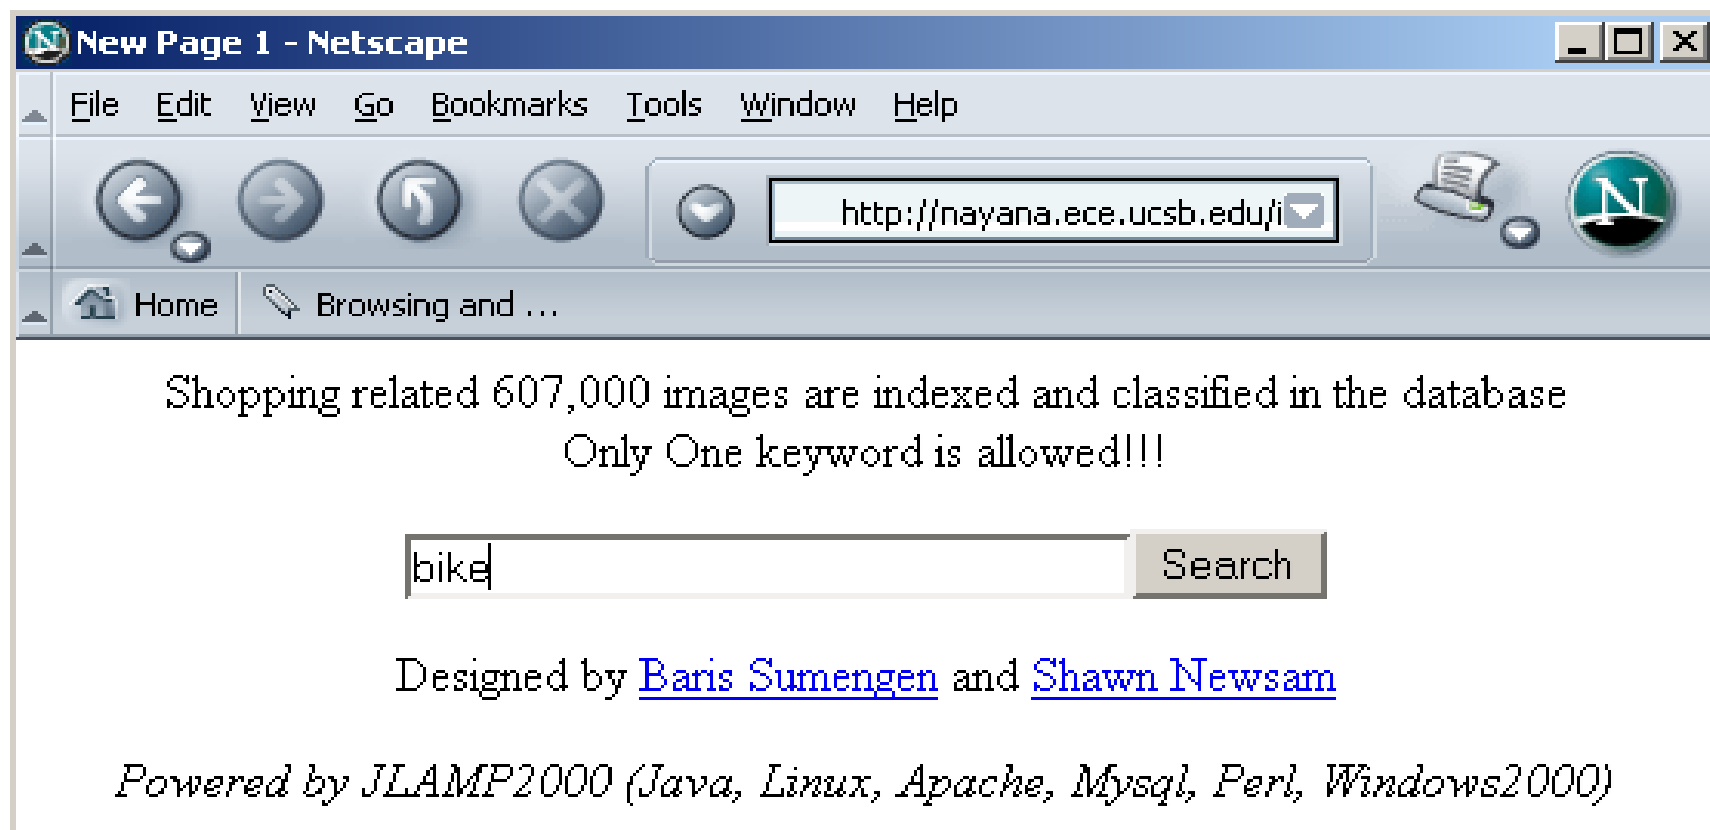 New Page 1 - Netscape
File Edit View Go Bookmarks Tools Window Help
http://nayana.ece.ucsb.edu/i
N
Home Browsing and ...
Shopping related 607,000 images are indexed and classified in the database
Only One keyword is allowed!!!
bike Search
Designed by Baris Sumengen and Shawn Newsam
Powered by JLAMP2000 (Java, Linux, Apache, Mysql, Perl, Windows2000)